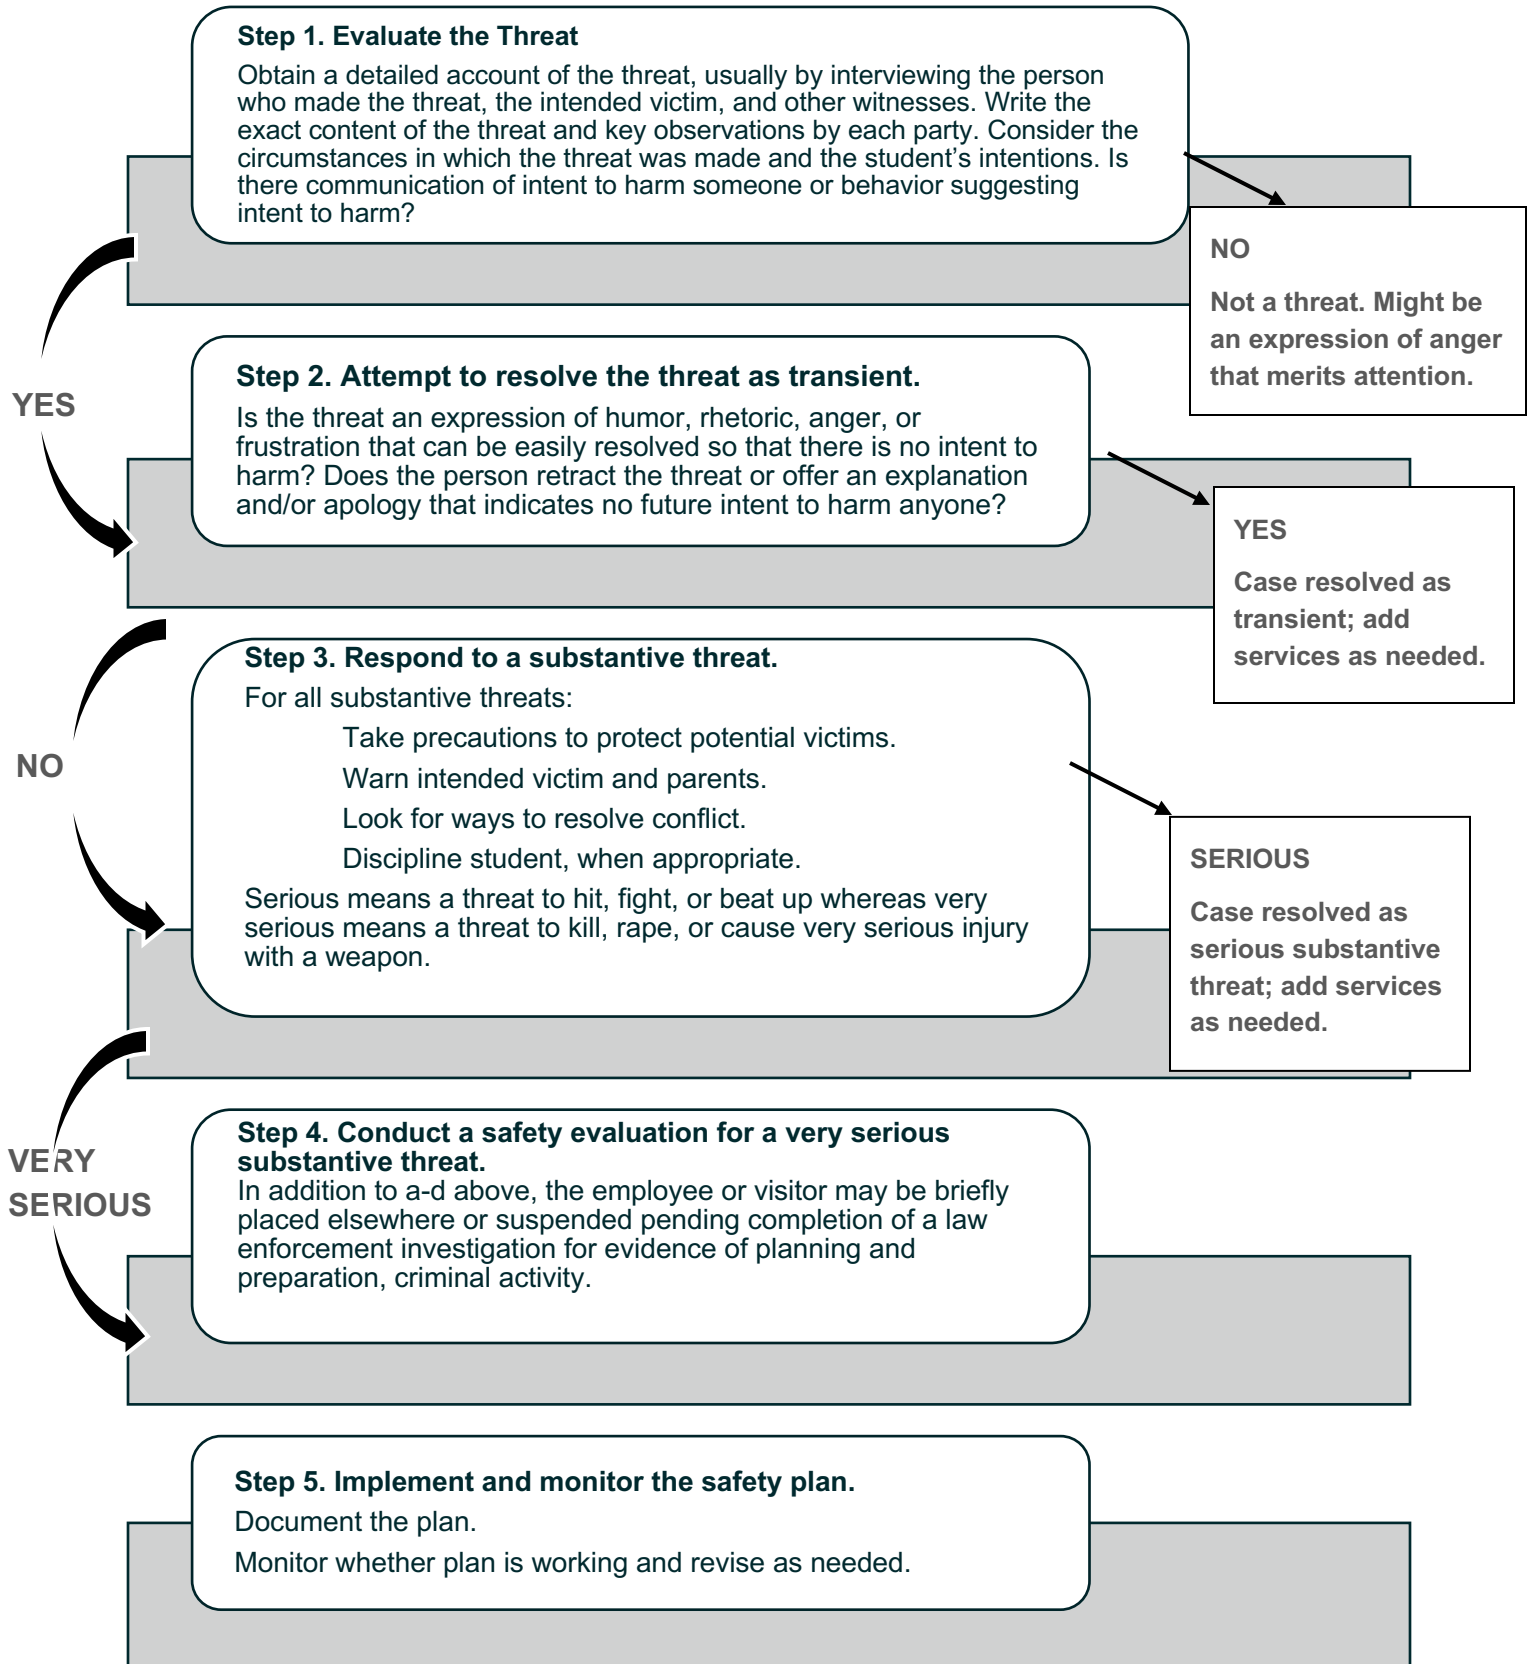 Step 1. Evaluate the Threat
Obtain a detailed account of the threat, usually by interviewing the person
who made the threat, the intended victim, and other witnesses. Write the
exact content of the threat and key observations by each party. Consider the
circumstances in which the threat was made and the student’s intentions. Is
there communication of intent to harm someone or behavior suggesting
intent to harm?
NO
Not a threat. Might be
an expression of anger
that merits attention.
YES
Step 2. Attempt to resolve the threat as transient.
Is the threat an expression of humor, rhetoric, anger, or
frustration that can be easily resolved so that there is no intent to
harm? Does the person retract the threat or offer an explanation
and/or apology that indicates no future intent to harm anyone?
YES
Case resolved as
transient; add
services as needed.
NO
Step 3. Respond to a substantive threat.
For all substantive threats:
Take precautions to protect potential victims.
Warn intended victim and parents.
Look for ways to resolve conflict.
Discipline student, when appropriate.
Serious means a threat to hit, fight, or beat up whereas very
serious means a threat to kill, rape, or cause very serious injury
with a weapon.
SERIOUS
Case resolved as
serious substantive
threat; add services
as needed.
VERY
SERIOUS
Step 4. Conduct a safety evaluation for a very serious
substantive threat.
In addition to a-d above, the employee or visitor may be briefly
placed elsewhere or suspended pending completion of a law
enforcement investigation for evidence of planning and
preparation, criminal activity.
Step 5. Implement and monitor the safety plan.
Document the plan.
Monitor whether plan is working and revise as needed.